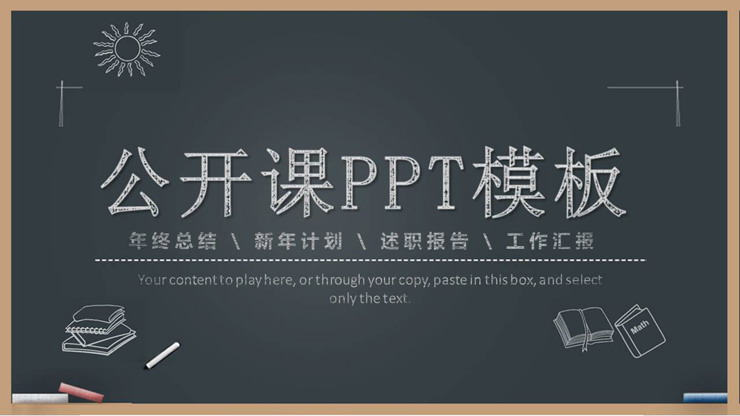 公开课PPT模板
年终总结 \ 新年计划 \ 述职报告 \ 工作汇报
Your content to play here, or through your copy, paste in this box, and select
only the text.
Math